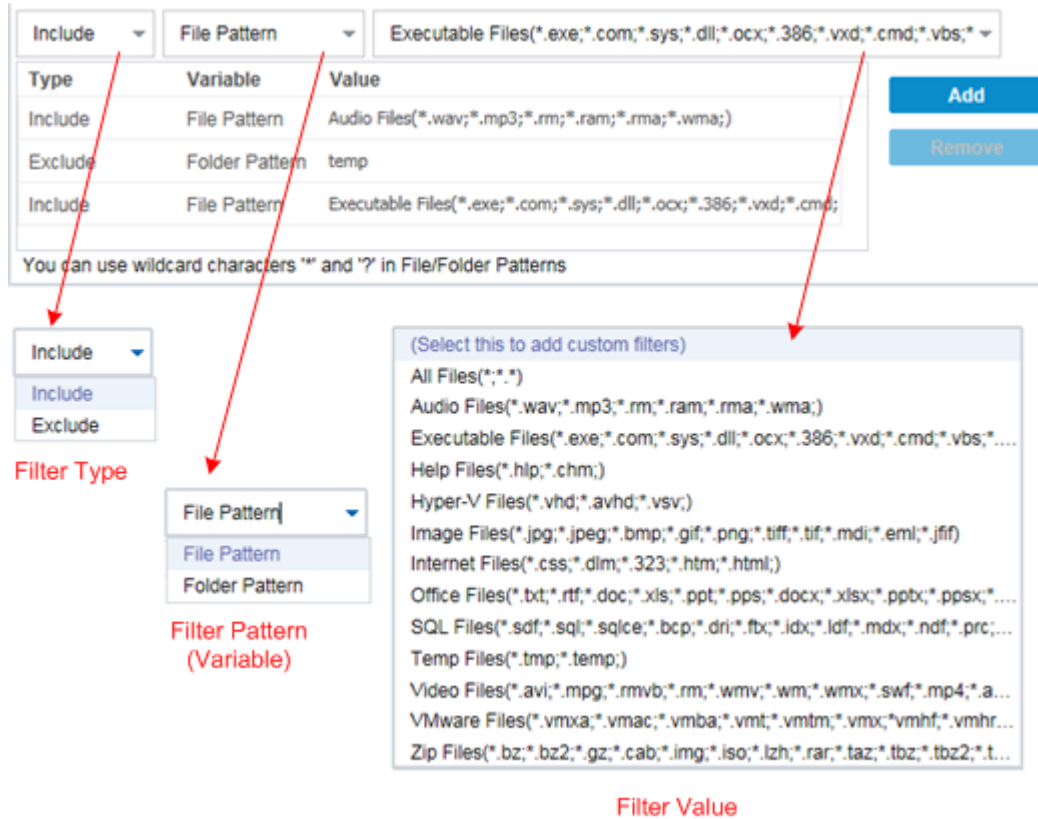 Include File Pattern Executable Files(*.exe;*.com;*.sys;*.dll;*.ocx;*.386;*.vxd;*.cmd;*.vbs;*
Type Variable Value
Add
Include File Pattern Audio Files(*.wav;*.mp3;*.rm;*.ram;*.rma;*.wma;)
Remove
Exclude Folder Pattern temp
Include File Pattern Executable Files(*.exe;*.com;*.sys;*.dll;*.ocx;*.386;*.vxd;*.cmd;
You can use wildcard characters '*' and '?' in File/Folder Patterns
Include
Include
Exclude
Filter Type
File Pattern
File Pattern
Folder Pattern
Filter Pattern
(Variable)
(Select this to add custom filters)
All Files(*;*.*)
Audio Files(*.wav;*.mp3;*.rm;*.ram;*.rma;*.wma;)
Executable Files(*.exe;*.com;*.sys;*.dll;*.ocx;*.386;*.vxd;*.cmd;*.vbs;*....
Help Files(*.hlp;*.chm;)
Hyper-V Files(*.vhd;*.avhd;*.vsv;)
Image Files(*.jpg;*.jpeg;*.bmp;*.gif;*.png;*.tiff;*.tif;*.mdi;*.eml;*.jfif)
Internet Files(*.css;*.dlm;*.323;*.htm;*.html;)
Office Files(*.txt;*.rtf;*.doc;*.xls;*.ppt;*.pps;*.docx;*.xlsx;*.pptx;*.ppsx;*....
SQL Files(*.sdf;*.sql;*.sqlce;*.bcp;*.dri;*.ftx;*.idx;*.ldf;*.mdx;*.ndf;*.prc;...
Temp Files(*.tmp;*.temp;)
Video Files(*.avi;*.mpg;*.rmvb;*.rm;*.wmv;*.wm;*.wmx;*.swf;*.mp4;*.a...
VMware Files(*.vmxa;*.vmac;*.vmba;*.vmt;*.vmtm;*.vmx;*vmhf;*.vmhr...
Zip Files(*.bz;*.bz2;*.gz;*.cab;*.img;*.iso;*.lzh;*.rar;*.taz;*.tbz;*.tbz2;*.t...
Filter Value